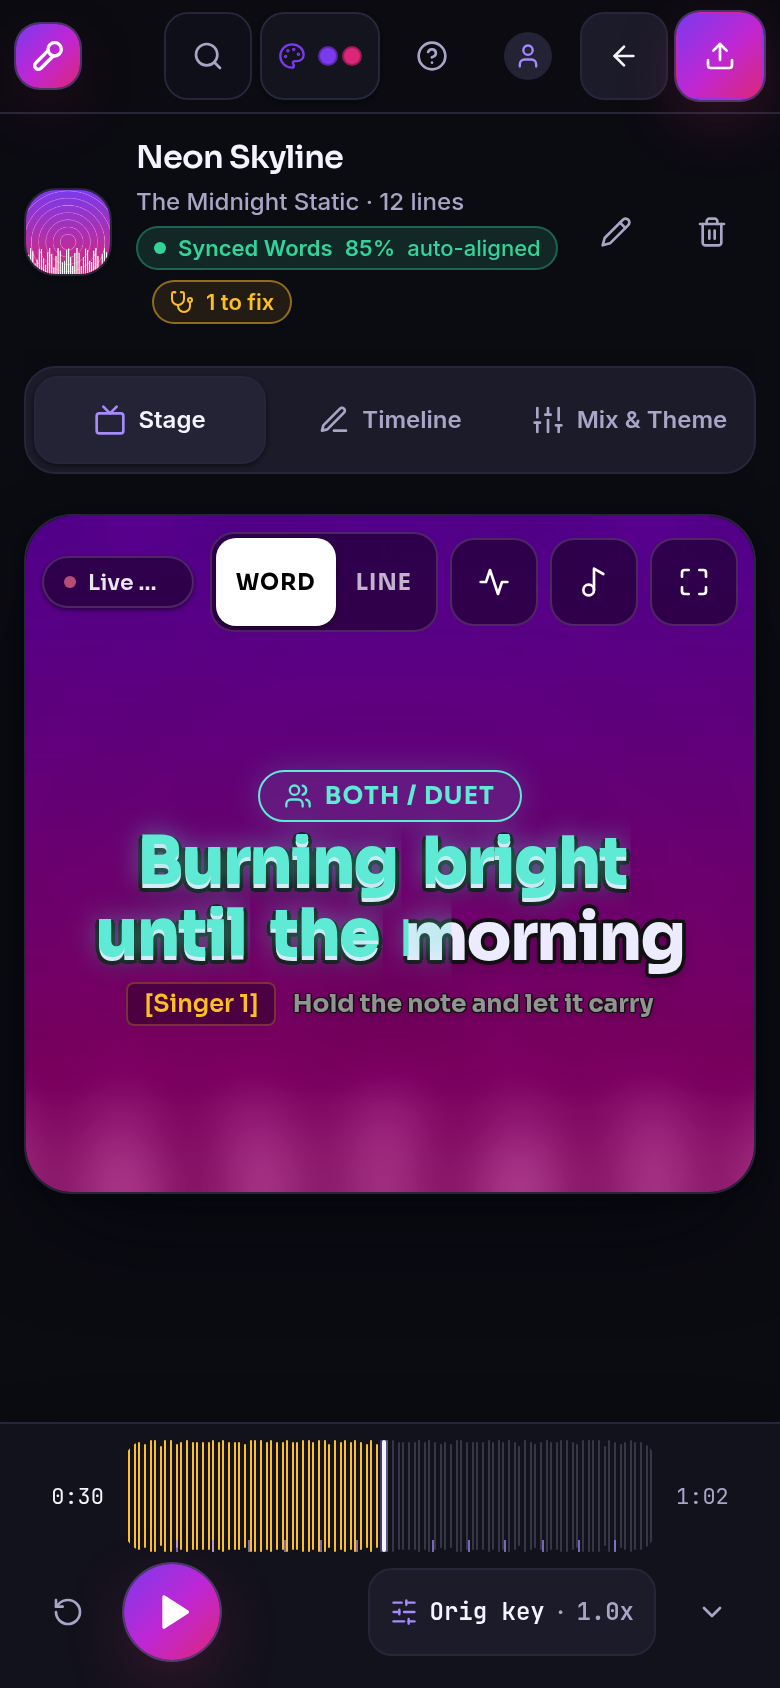 Neon Skyline
The Midnight Static · 12 lines
Synced Words 85% auto-aligned
1 to fix
Stage Timeline Mix & Theme
Live ... WORD LINE
BOTH / DUET
Burning bright
until the morning
[Singer 1] Hold the note and let it carry
0:30 1:02
Orig key · 1.0x